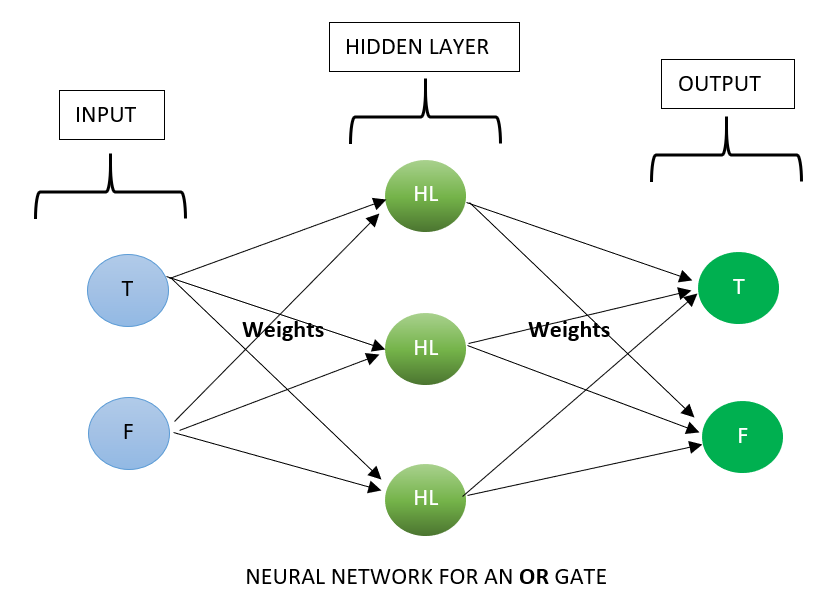 HIDDEN LAYER
OUTPUT
INPUT
HL
T
T
Weights
Weights
HL
F
F
HL
NEURAL NETWORK FOR AN OR GATE